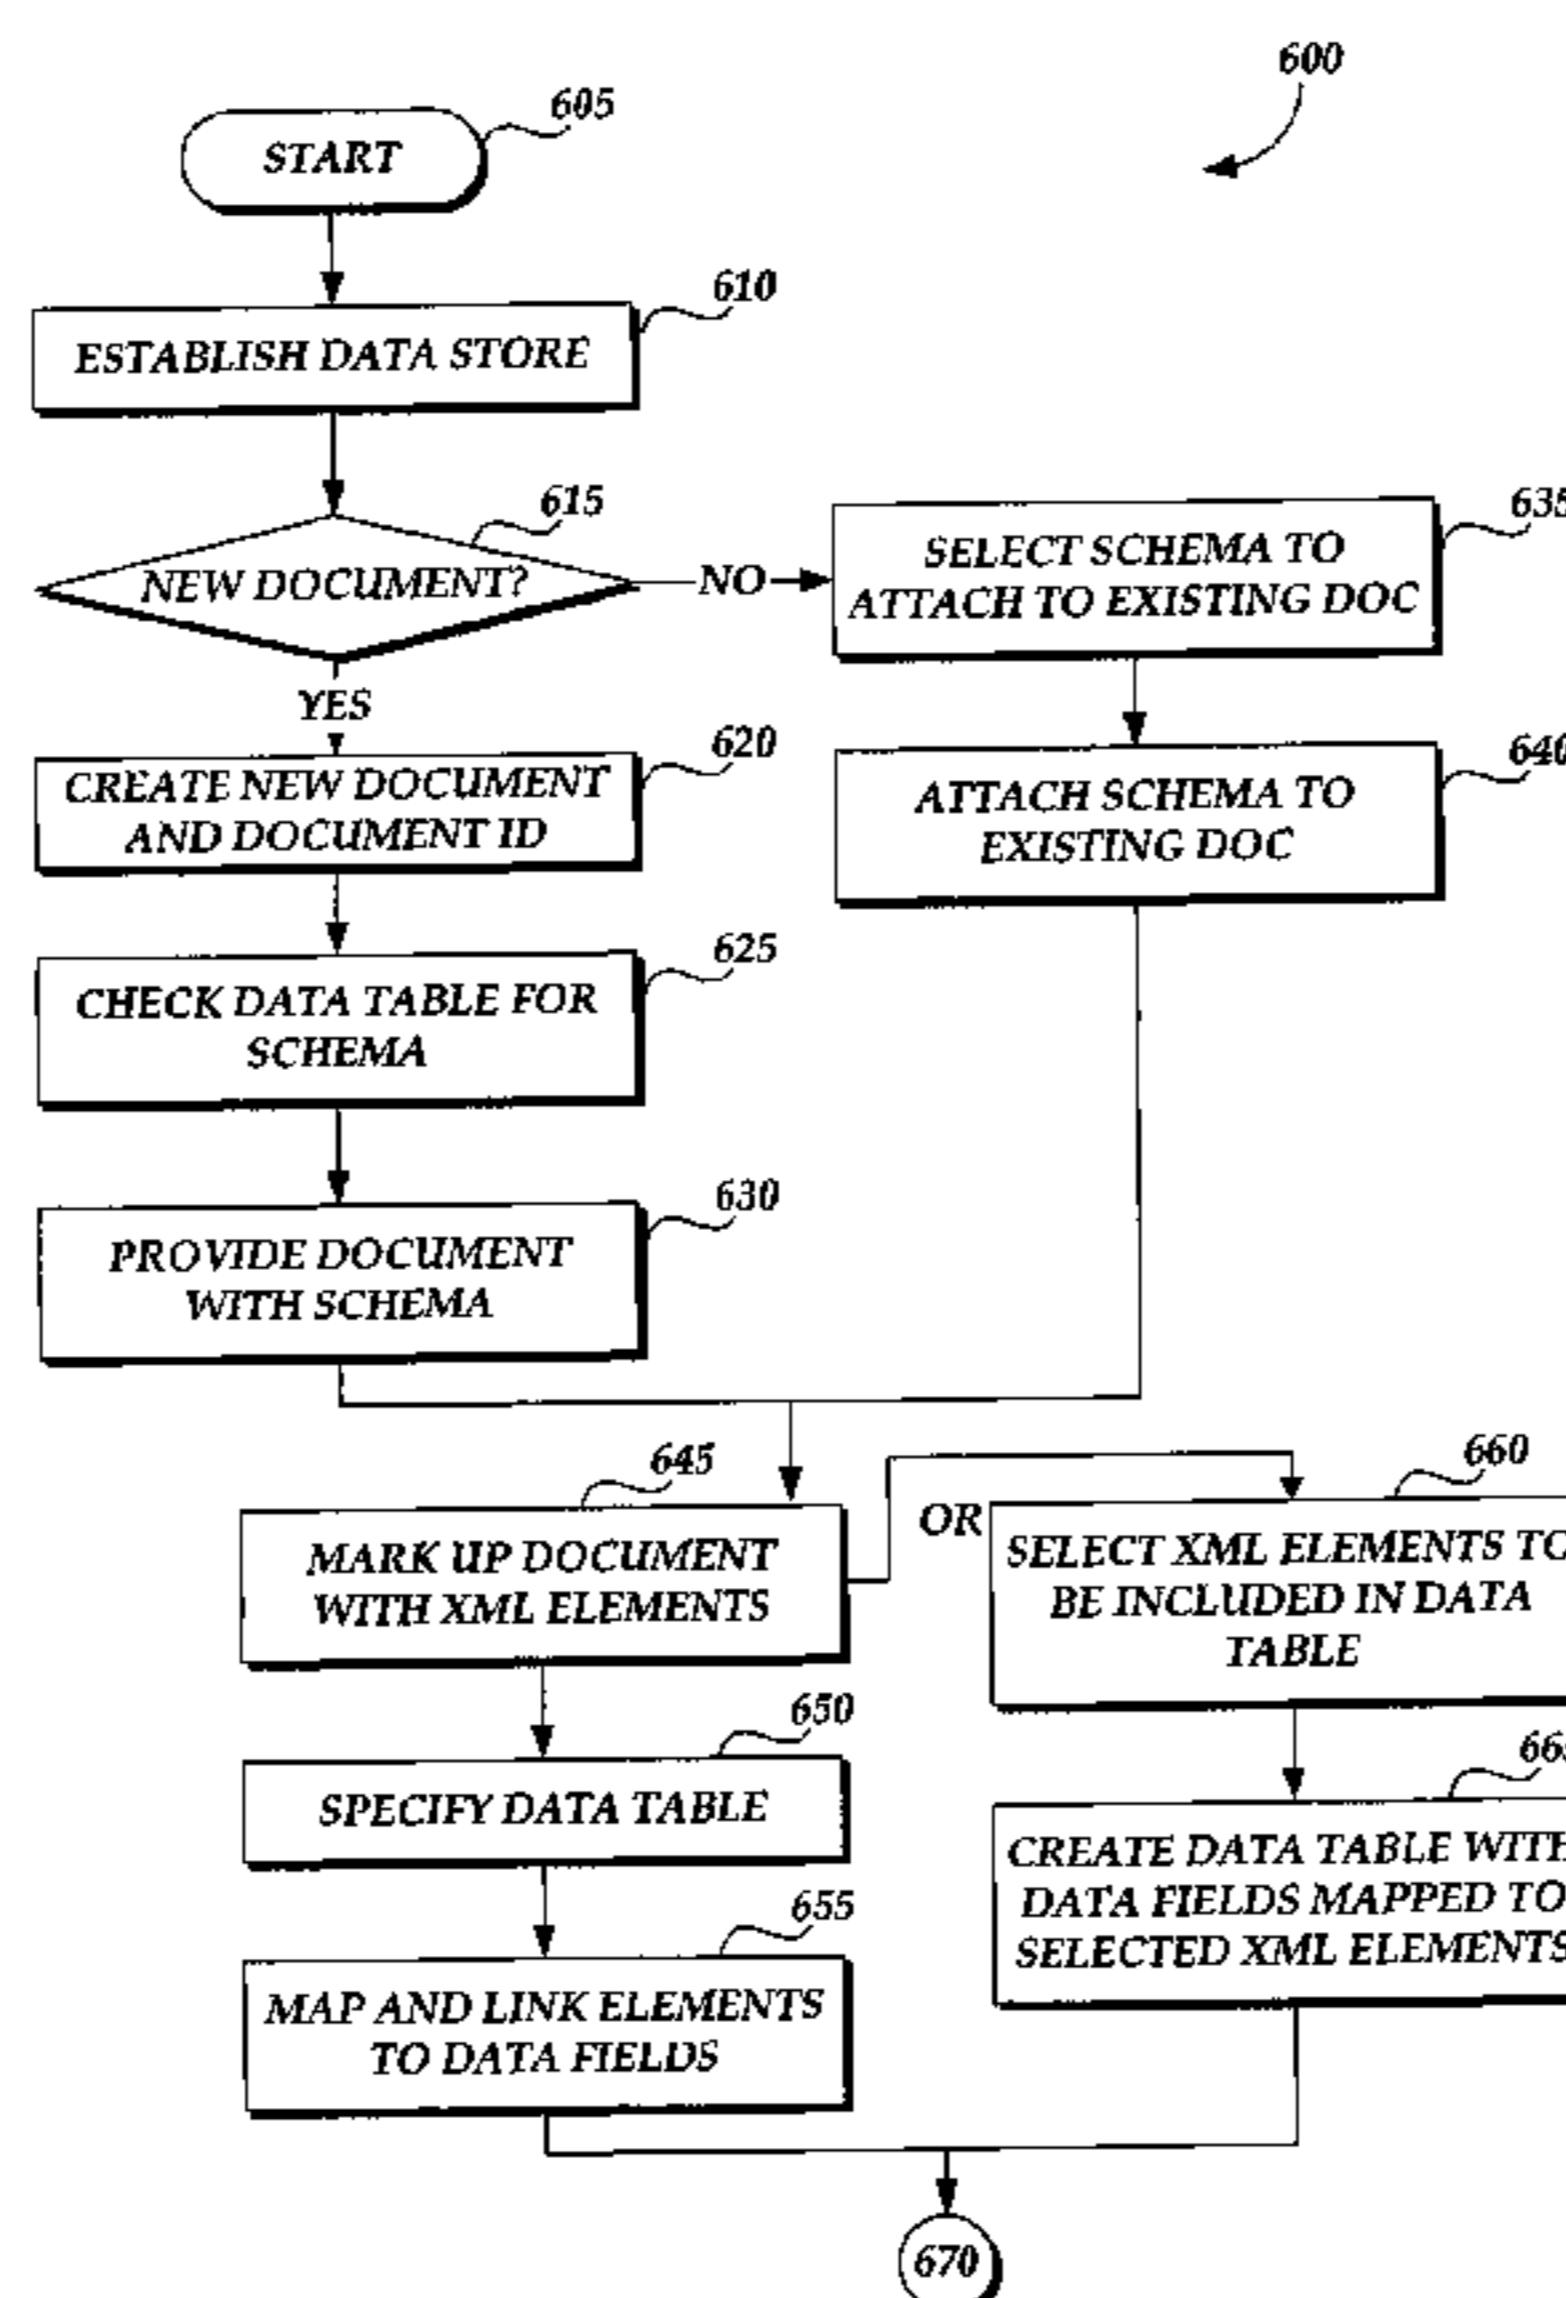 600
605
START
610
ESTABLISH DATA STORE
615
NEW DOCUMENT?
NO
635
SELECT SCHEMA TO
ATTACH TO EXISTING DOC
YES
620
CREATE NEW DOCUMENT
AND DOCUMENT ID
640
ATTACH SCHEMA TO
EXISTING DOC
625
CHECK DATA TABLE FOR
SCHEMA
630
PROVIDE DOCUMENT
WITH SCHEMA
645
MARK UP DOCUMENT
WITH XML ELEMENTS
OR
660
SELECT XML ELEMENTS TO
BE INCLUDED IN DATA
TABLE
650
SPECIFY DATA TABLE
CREATE DATA TABLE WITH
DATA FIELDS MAPPED TO
SELECTED XML ELEMENTS
655
MAP AND LINK ELEMENTS
TO DATA FIELDS
670